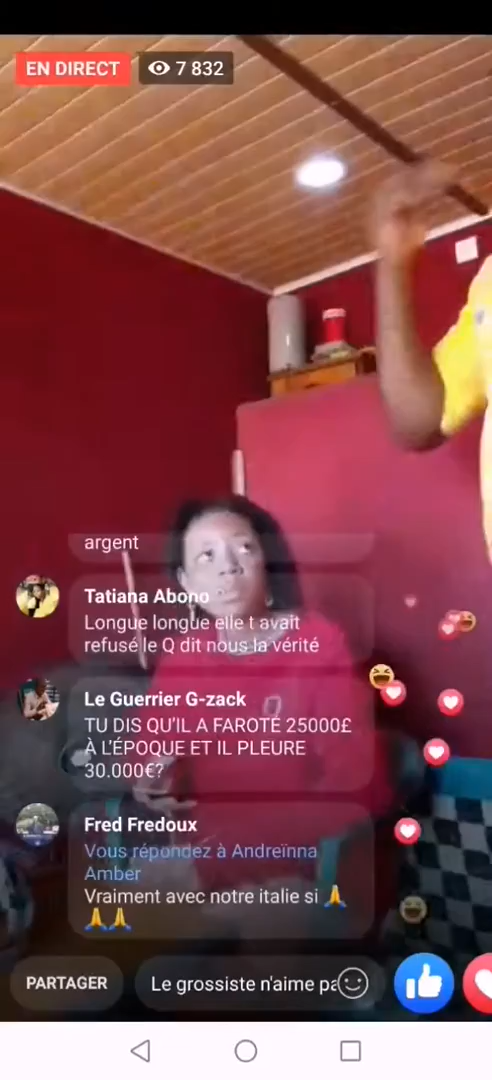 EN DIRECT
7 832
argent
Tatiana Abono
Longue longue elle t avait
refusé le Q dit nous la vérité
Le Guerrier G-zack
TU DIS QU'IL A FAROTÉ 25000£
À L'ÉPOQUE ET IL PLEURE
30.000€?
Fred Fredoux
Vous répondez à Andreïnna
Amber
Vraiment avec notre italie si 🙏
🙏🙏
PARTAGER
Le grossiste n'aime pa